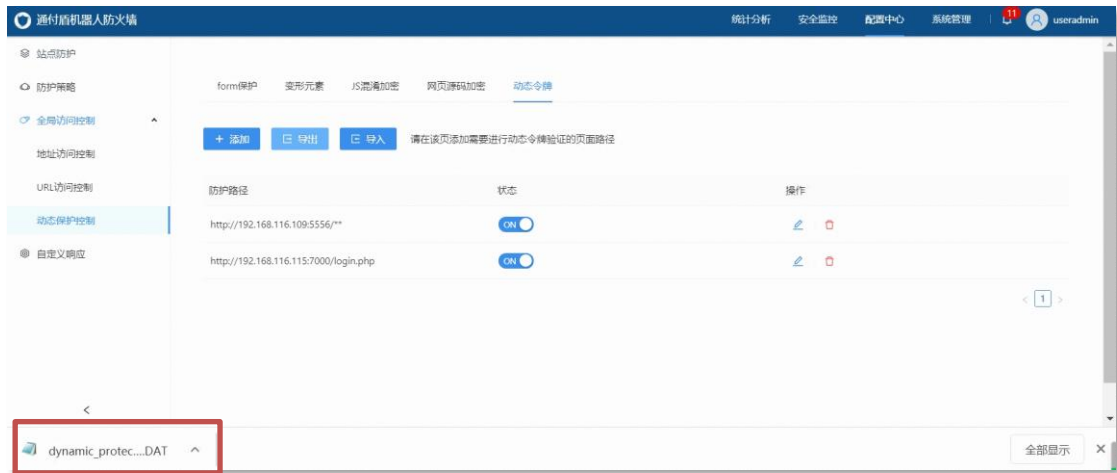 通付盾机器人防火墙 统计分析 安全监控 配置中心 系统管理 11 useradmin
站点防护
防护策略
全局访问控制
地址访问控制
URL访问控制
动态保护控制
自定义响应
form保护 变形元素 JS混淆加密 网页源码加密 动态令牌
+ 添加 导出 导入 请在该页添加需要进行动态令牌验证的页面路径
防护路径 状态 操作
http://192.168.116.109:5556/** ON
http://192.168.116.115:7000/login.php ON
< 1 >
dynamic_protec....DAT 全部显示